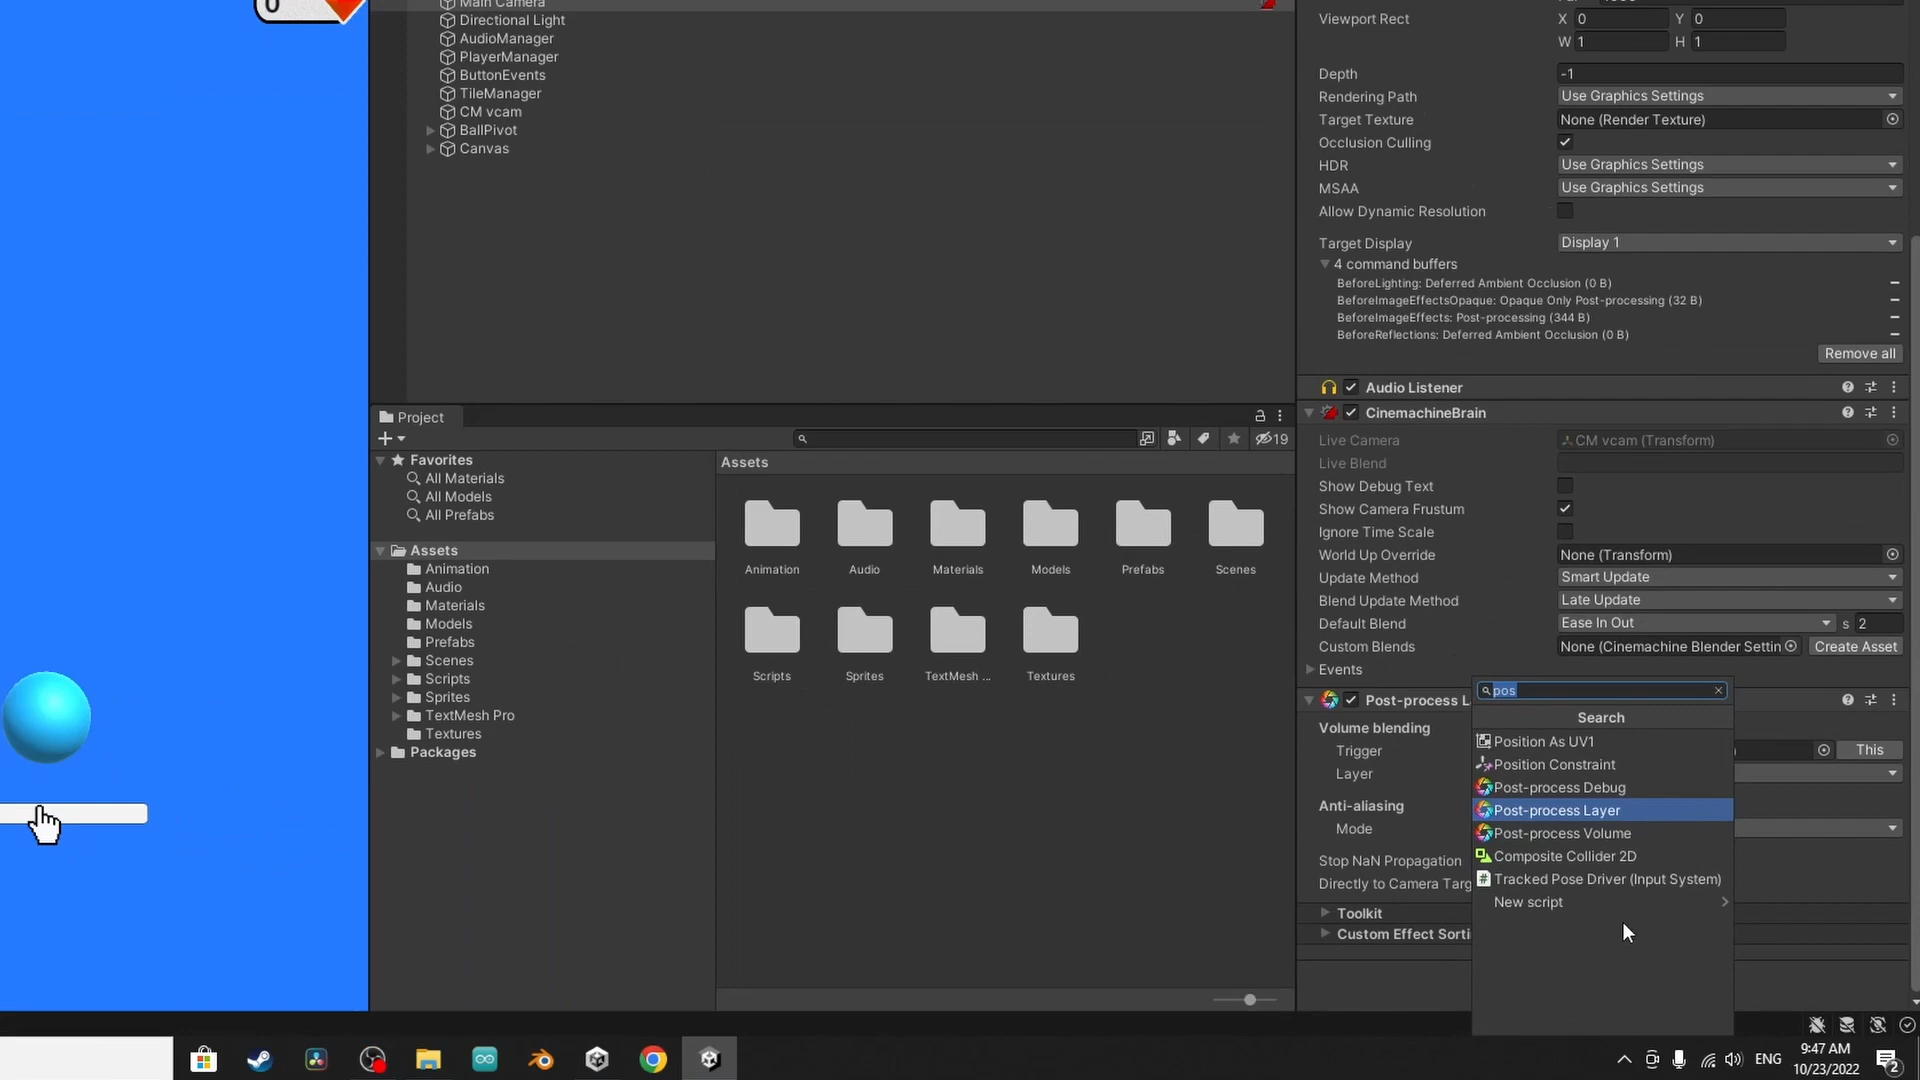 0
Main Camera
Directional Light
AudioManager
PlayerManager
ButtonEvents
TileManager
CM vcam
BallPivot
Canvas
Viewport Rect
X 0 Y 0
W 1 H 1
Depth -1
Rendering Path Use Graphics Settings
Target Texture None (Render Texture)
Occlusion Culling
HDR Use Graphics Settings
MSAA Use Graphics Settings
Allow Dynamic Resolution
Target Display Display 1
4 command buffers
BeforeLighting: Deferred Ambient Occlusion (0 B)
BeforeImageEffectsOpaque: Opaque Only Post-processing (32 B)
BeforeImageEffects: Post-processing (344 B)
BeforeReflections: Deferred Ambient Occlusion (0 B)
Remove all
Audio Listener
CinemachineBrain
Live Camera CM vcam (Transform)
Live Blend
Show Debug Text
Show Camera Frustum
Ignore Time Scale
World Up Override None (Transform)
Update Method Smart Update
Blend Update Method Late Update
Default Blend Ease In Out s 2
Custom Blends None (Cinemachine Blender Settin Create Asset
Events
Post-process L
Volume blending
Trigger This
Layer
Anti-aliasing
Mode
Stop NaN Propagation
Directly to Camera Targ
Toolkit
Custom Effect Sorti
pos
Search
Position As UV1
Position Constraint
Post-process Debug
Post-process Layer
Post-process Volume
Composite Collider 2D
Tracked Pose Driver (Input System)
New script
Project
19
Favorites
All Materials
All Models
All Prefabs
Assets
Animation
Audio
Materials
Models
Prefabs
Scenes
Scripts
Sprites
TextMesh Pro
Textures
Packages
Assets
Animation Audio Materials Models Prefabs Scenes
Scripts Sprites TextMesh ... Textures
ENG
9:47 AM
10/23/2022
2